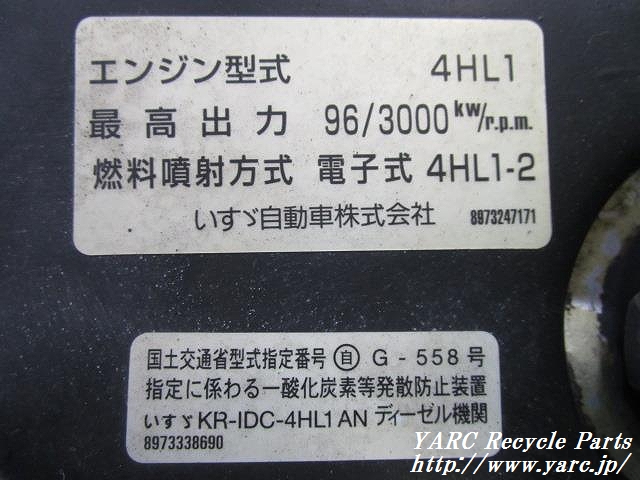 エンジン型式 4HL1
最高出力 96/3000 kw/r.p.m.
燃料噴射方式 電子式 4HL1-2
いすゞ自動車株式会社 8973247171
国土交通省型式指定番号 自 G-558号
指定に係わる一酸化炭素等発散防止装置
いすゞ KR-IDC-4HL1AN ディーゼル機関
8973338690
YARC Recycle Parts
http://www.yarc.jp/